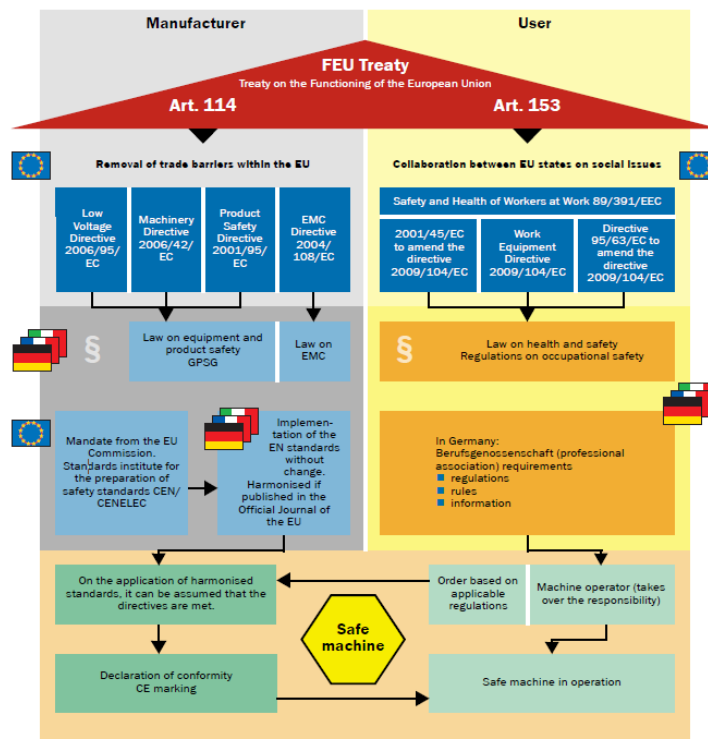 Manufacturer
User
FEU Treaty
Treaty on the Functioning of the European Union
Art. 114
Art. 153
Removal of trade barriers within the EU
Collaboration between EU states on social issues
Low
Voltage
Directive
2006/95/
EC
Machinery
Directive
2006/42/
EC
Product
Safety
Directive
2001/95/
EC
EMC
Directive
2004/
108/EC
Safety and Health of Workers at Work 89/391/EEC
2001/45/EC
to amend the
directive
2009/104/EC
Work
Equipment
Directive
2009/104/EC
Directive
95/63/EC to
amend the
directive
2009/104/EC
§
Law on equipment and
product safety
GPSG
Law on
EMC
§
Law on health and safety
Regulations on occupational safety
Mandate from the EU
Commission.
Standards institute for
the preparation of
safety standards CEN/
CENELEC
Implemen-
tation of the
EN standards
without
change.
Harmonised if
published in the
Official Journal of
the EU
In Germany:
Berufsgenossenschaft (professional
association) requirements
regulations
rules
information
On the application of harmonised
standards, it can be assumed that the
directives are met.
Order based on
applicable
regulations
Machine operator (takes
over the responsibility)
Safe
machine
Declaration of conformity
CE marking
Safe machine in operation